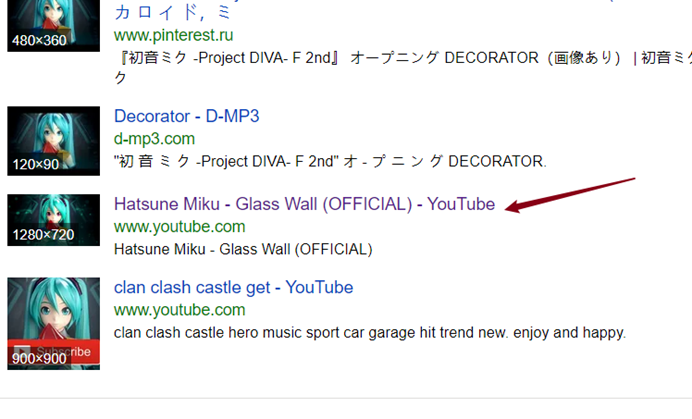 カ ロ イ ド, ミ
480×360
www.pinterest.ru
『初音ミク -Project DIVA- F 2nd』 オープニング DECORATOR（画像あり） | 初音ミク
ク
Decorator - D-MP3
d-mp3.com
120×90
"初 音 ミ ク -Project DIVA- F 2nd" オ - プ ニ ン グ DECORATOR.
Hatsune Miku - Glass Wall (OFFICIAL) - YouTube
1280×720
www.youtube.com
Hatsune Miku - Glass Wall (OFFICIAL)
clan clash castle get - YouTube
www.youtube.com
clan clash castle hero music sport car garage hit trend new. enjoy and happy.
Subscribe
900×900